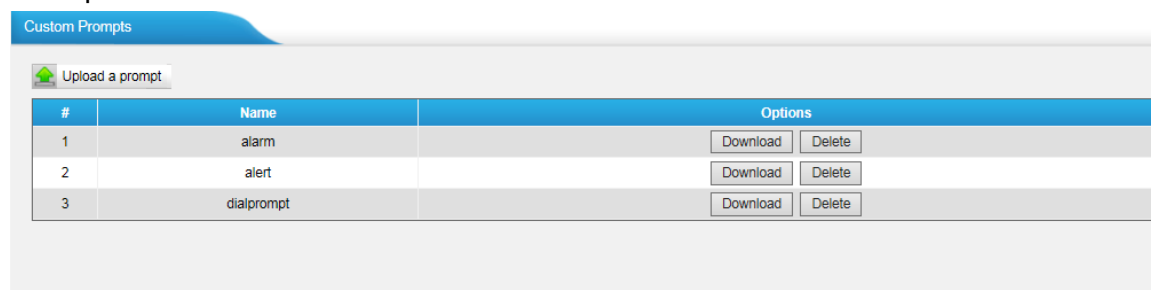 Custom Prompts
Upload a prompt
# Name Options
1 alarm Download Delete
2 alert Download Delete
3 dialprompt Download Delete